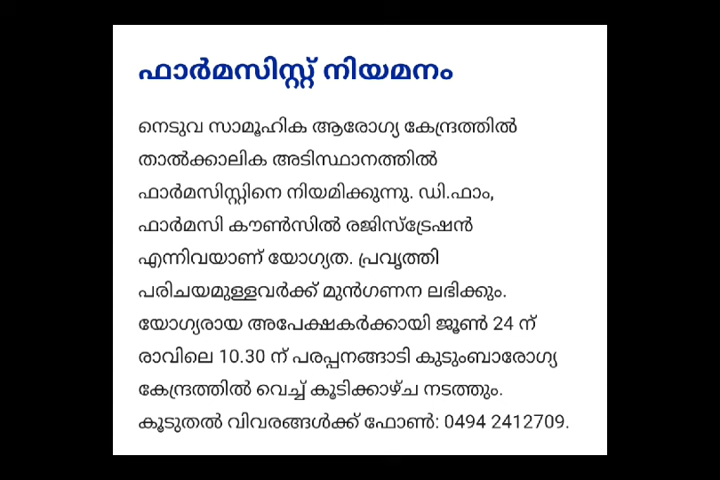 ഫാർമസിസ്റ്റ് നിയമനം
നെടുവ സാമൂഹിക ആരോഗ്യ കേന്ദ്രത്തിൽ
താൽക്കാലിക അടിസ്ഥാനത്തിൽ
ഫാർമസിസ്റ്റിനെ നിയമിക്കുന്നു. ഡി.ഫാം,
ഫാർമസി കൗൺസിൽ രജിസ്ട്രേഷൻ
എന്നിവയാണ് യോഗ്യത. പ്രവൃത്തി
പരിചയമുള്ളവർക്ക് മുൻഗണന ലഭിക്കും.
യോഗ്യരായ അപേക്ഷകർക്കായി ജൂൺ 24 ന്
രാവിലെ 10.30 ന് പരപ്പനങ്ങാടി കുടുംബാരോഗ്യ
കേന്ദ്രത്തിൽ വെച്ച് കൂടിക്കാഴ്ച നടത്തും.
കൂടുതൽ വിവരങ്ങൾക്ക് ഫോൺ: 0494 2412709.